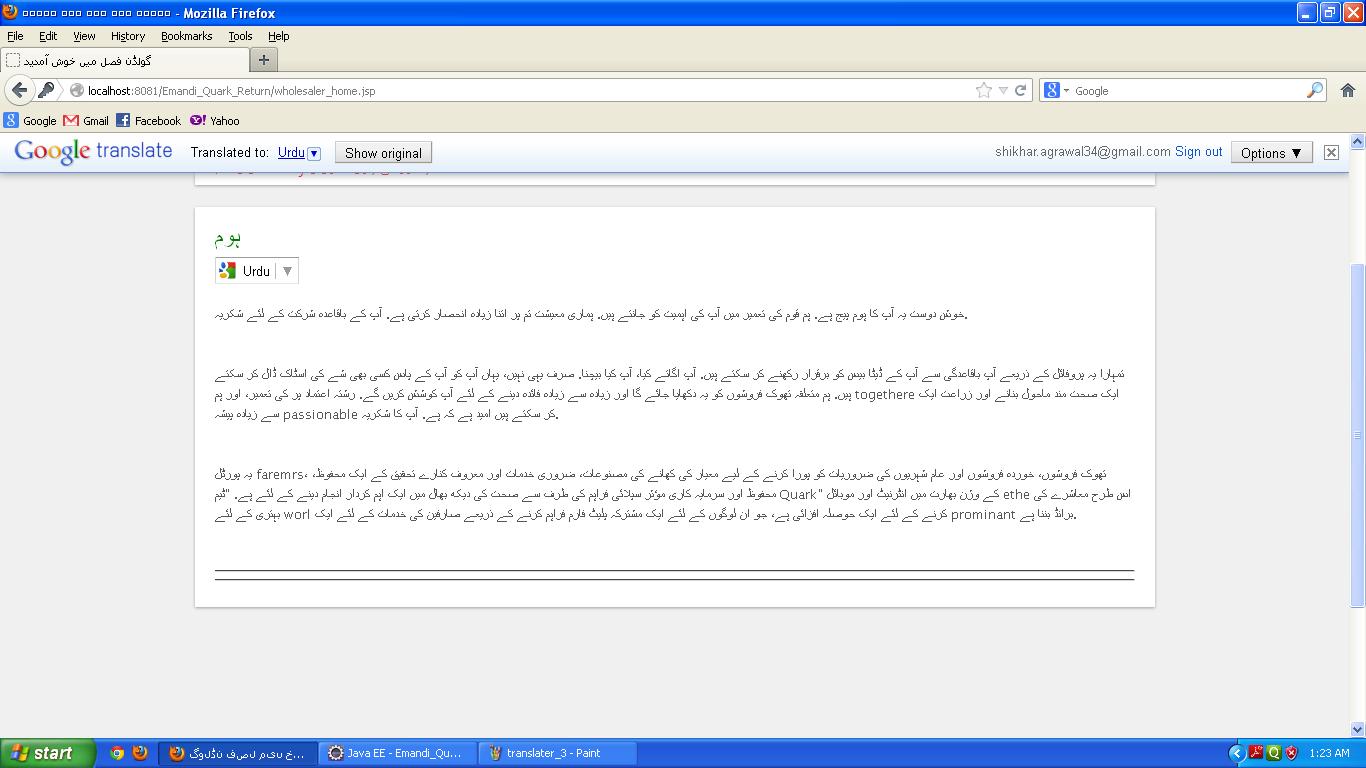 ﮔﻮﻟﮉﻥ ﻓﺼﻞ ﻣﻴﮟ ﺧﻮﺵ ﺁﻣﺪﻳﺪ - Mozilla Firefox
File Edit View History Bookmarks Tools Help
گولڈن فصل میں خوش آمدید
localhost:8081/Emandi_Quark_Return/wholesaler_home.jsp
Google
Google Gmail Facebook Yahoo
Google translate Translated to: Urdu Show original shikhar.agrawal34@gmail.com Sign out Options ▼
ہوم
Urdu
خوش دوست یہ آپ کا ہوم پیج ہے. ہم قوم کی تعمیر میں آپ کی اہمیت کو جانتے ہیں. ہماری معیشت تم پر اتنا زیادہ انحصار کرتی ہے. آپ کے باقاعدہ شرکت کے لئے شکریہ.
تمہارا یہ پروفائل کے ذریعے آپ باقاعدگی سے آپ کے ڈیٹا بیس کو برقرار رکھنے کر سکتے ہیں. آپ اگاتے کیا، آپ کیا بیچنا. صرف یہی نہیں، یہاں آپ کو آپ کے پاس کسی بھی شے کی اسٹاک ڈال کر سکتے
ہیں. ہم متعلقہ تھوک فروشوں کو یہ دکھایا جائے گا اور زیادہ سے زیادہ فائدہ دینے کے لئے آپ کوشش کریں گے. رشتہ اعتماد پر کی تعمیر، اور ہم togethere ایک صحت مند ماحول بنانے اور زراعت ایک
سے زیادہ پیشہ passionable کر سکتے ہیں امید ہے کہ ہے. آپ کا شکریہ.
یہ پورٹل faremrs، تھوک فروشوں، خوردہ فروشوں اور عام شہریوں کی ضروریات کو پورا کرنے کے لیے معیار کی کھانے کی مصنوعات، ضروری خدمات اور معروف کنارے تحقیق کے ایک محفوظ،
محفوظ اور سرمایہ کاری مؤثر سپلائی فراہم کی طرف سے صحت کی دیکھ بھال میں ایک اہم کردار انجام دینے کے لئے ہے. "ٹیم Quark" کے وژن بھارت میں انٹرنیٹ اور موبائل ethe اس طرح معاشرے کی
بہتری کے لئے worl کرنے کے لئے ایک حوصلہ افزائی ہے، جو ان لوگوں کے لئے ایک مشترکہ پلیٹ فارم فراہم کرنے کے ذریعے صارفین کی خدمات کے لئے ایک prominant برانڈ بننا ہے.
start Java EE - Emandi_Qu... translater_3 - Paint 1:23 AM